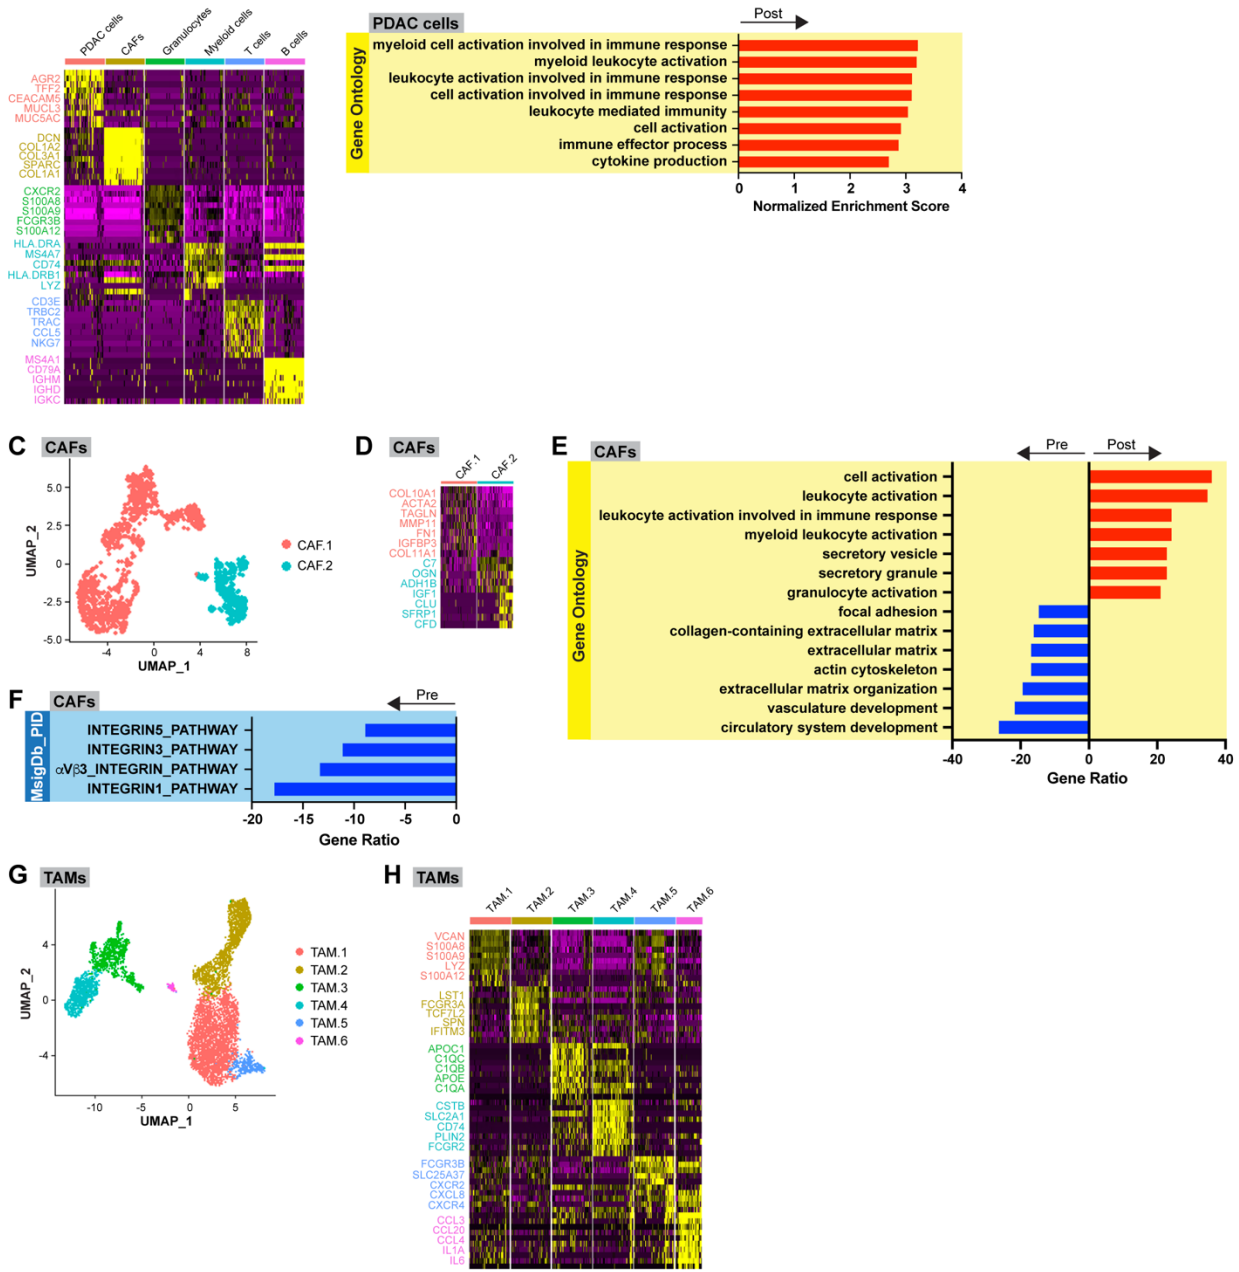 PDAC cells
CAFs
Granulocytes
Myeloid cells
T cells
B cells
AGR2
TFF2
CEACAM5
MUCL3
MUC5AC
DCN
COL1A2
COL3A1
SPARC
COL1A1
CXCR2
S100A8
S100A9
FCGR3B
S100A12
HLA.DRA
MS4A7
CD74
HLA.DRB1
LYZ
CD3E
TRBC2
TRAC
CCL5
NKG7
MS4A1
CD79A
IGHM
IGHD
IGKC
PDAC cells
Post
Gene Ontology
myeloid cell activation involved in immune response
myeloid leukocyte activation
leukocyte activation involved in immune response
cell activation involved in immune response
leukocyte mediated immunity
cell activation
immune effector process
cytokine production
0 1 2 3 4
Normalized Enrichment Score
C CAFs
UMAP_2
5.0
2.5
0
-2.5
-5.0
-4 0 4 8
UMAP_1
CAF.1
CAF.2
D CAFs
CAF.1
CAF.2
COL10A1
ACTA2
TAGLN
MMP11
FN1
IGFBP3
COL11A1
C7
OGN
ADH1B
IGF1
CLU
SFRP1
CFD
E CAFs
Pre
Post
Gene Ontology
cell activation
leukocyte activation
leukocyte activation involved in immune response
myeloid leukocyte activation
secretory vesicle
secretory granule
granulocyte activation
focal adhesion
collagen-containing extracellular matrix
extracellular matrix
actin cytoskeleton
extracellular matrix organization
vasculature development
circulatory system development
-40 -20 0 20 40
Gene Ratio
F CAFs
Pre
MsigDb_PID
INTEGRIN5_PATHWAY
INTEGRIN3_PATHWAY
αVβ3_INTEGRIN_PATHWAY
INTEGRIN1_PATHWAY
-20 -15 -10 -5 0
Gene Ratio
G TAMs
UMAP_2
4
0
-4
-10 -5 0 5
UMAP_1
TAM.1
TAM.2
TAM.3
TAM.4
TAM.5
TAM.6
H TAMs
TAM.1
TAM.2
TAM.3
TAM.4
TAM.5
TAM.6
VCAN
S100A8
S100A9
LYZ
S100A12
LST1
FCGR3A
TCF7L2
SPN
IFITM3
APOC1
C1QC
C1QB
APOE
C1QA
CSTB
SLC2A1
CD74
PLIN2
FCGR2
FCGR3B
SLC25A37
CXCR2
CXCL8
CXCR4
CCL3
CCL20
CCL4
IL1A
IL6